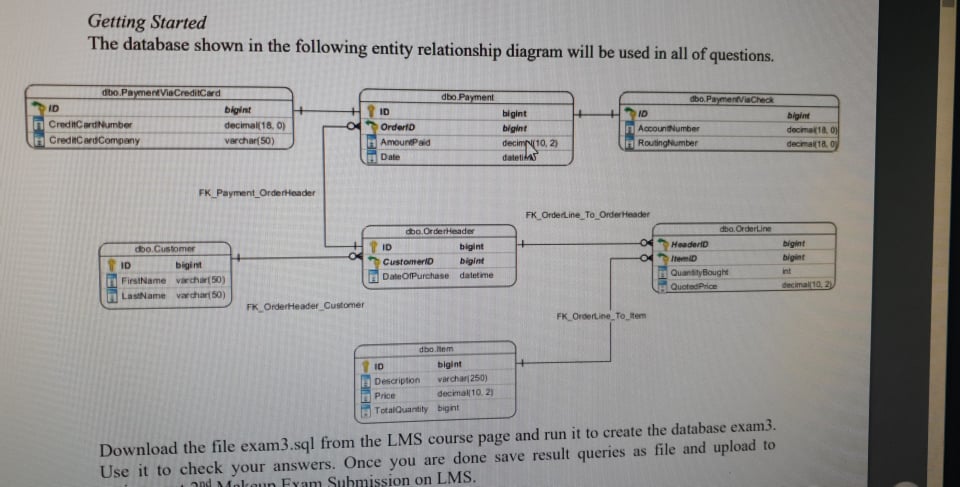 Getting Started
The database shown in the following entity relationship diagram will be used in all of questions.
dbo.PaymentViaCreditCard
ID bigint
CreditCardNumber decimal(18, 0)
CreditCardCompany varchar(50)
dbo.Payment
ID bigint
OrderID bigint
AmountPaid (10, 2)
Date
dbo.PaymentViaCheck
ID bigint
AccountNumber decimal(18, 0)
RoutingNumber decimal(18, 0)
FK_Payment_OrderHeader
FK_OrderLine_To_OrderHeader
dbo.Customer
ID bigint
FirstName varchar(50)
LastName varchar(50)
dbo.OrderHeader
ID bigint
CustomerID bigint
DateOfPurchase datetime
dbo.OrderLine
HeaderID bigint
ItemID bigint
QuantityBought int
QuotedPrice decimal(10, 2)
FK_OrderHeader_Customer
FK_OrderLine_To_Item
dbo.Item
ID bigint
Description varchar(250)
Price decimal(10, 2)
TotalQuantity bigint
Download the file exam3.sql from the LMS course page and run it to create the database exam3.
Use it to check your answers. Once you are done save result queries as file and upload to
and Makeup Exam Submission on LMS.